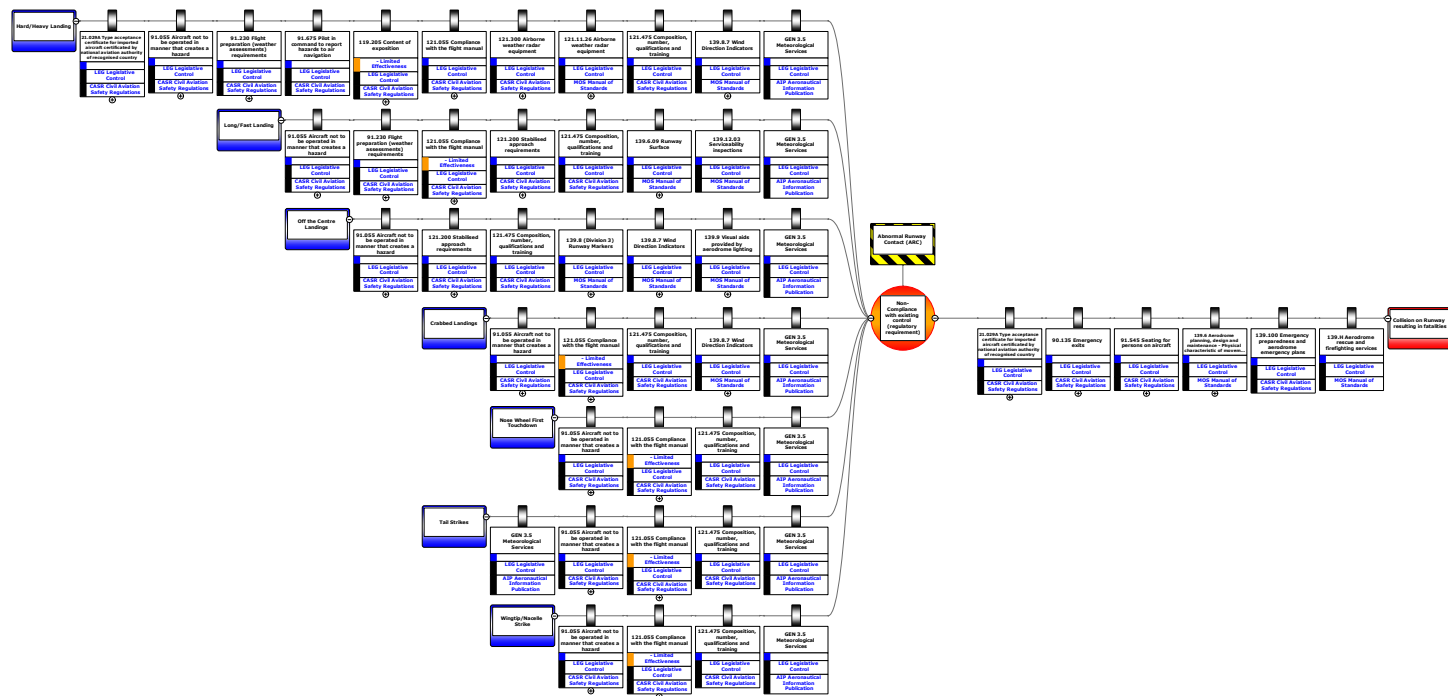 Hard/Heavy Landing
21.029A Type acceptance
certificate for imported
aircraft certificated by
national aviation authority
of recognised country
LEG Legislative
Control
CASR Civil Aviation
Safety Regulations
91.055 Aircraft not to
be operated in
manner that creates a
hazard
LEG Legislative
Control
CASR Civil Aviation
Safety Regulations
91.230 Flight
preparation (weather
assessments)
requirements
LEG Legislative
Control
CASR Civil Aviation
Safety Regulations
91.675 Pilot in
command to report
hazards to air
navigation
LEG Legislative
Control
CASR Civil Aviation
Safety Regulations
119.205 Content of
exposition
- Limited
Effectiveness
LEG Legislative
Control
CASR Civil Aviation
Safety Regulations
121.055 Compliance
with the flight manual
LEG Legislative
Control
CASR Civil Aviation
Safety Regulations
121.300 Airborne
weather radar
equipment
LEG Legislative
Control
CASR Civil Aviation
Safety Regulations
121.11.26 Airborne
weather radar
equipment
LEG Legislative
Control
MOS Manual of
Standards
121.475 Composition,
number,
qualifications and
training
LEG Legislative
Control
CASR Civil Aviation
Safety Regulations
139.8.7 Wind
Direction Indicators
LEG Legislative
Control
MOS Manual of
Standards
GEN 3.5
Meteorological
Services
LEG Legislative
Control
AIP Aeronautical
Information
Publication
Long/Fast Landing
91.055 Aircraft not to
be operated in
manner that creates a
hazard
LEG Legislative
Control
CASR Civil Aviation
Safety Regulations
91.230 Flight
preparation (weather
assessments)
requirements
LEG Legislative
Control
CASR Civil Aviation
Safety Regulations
121.055 Compliance
with the flight manual
- Limited
Effectiveness
LEG Legislative
Control
CASR Civil Aviation
Safety Regulations
121.200 Stabilised
approach
requirements
LEG Legislative
Control
CASR Civil Aviation
Safety Regulations
121.475 Composition,
number,
qualifications and
training
LEG Legislative
Control
CASR Civil Aviation
Safety Regulations
139.6.09 Runway
Surface
LEG Legislative
Control
MOS Manual of
Standards
139.12.03
Serviceability
inspections
LEG Legislative
Control
MOS Manual of
Standards
GEN 3.5
Meteorological
Services
LEG Legislative
Control
AIP Aeronautical
Information
Publication
Off the Centre
Landings
91.055 Aircraft not to
be operated in
manner that creates a
hazard
LEG Legislative
Control
CASR Civil Aviation
Safety Regulations
121.200 Stabilised
approach
requirements
LEG Legislative
Control
CASR Civil Aviation
Safety Regulations
121.475 Composition,
number,
qualifications and
training
LEG Legislative
Control
CASR Civil Aviation
Safety Regulations
139.8 (Division 3)
Runway Markers
LEG Legislative
Control
MOS Manual of
Standards
139.8.7 Wind
Direction Indicators
LEG Legislative
Control
MOS Manual of
Standards
139.9 Visual aids
provided by
aerodrome lighting
LEG Legislative
Control
MOS Manual of
Standards
GEN 3.5
Meteorological
Services
LEG Legislative
Control
AIP Aeronautical
Information
Publication
Abnormal Runway
Contact (ARC)
Non-
Compliance
with existing
control
(regulatory
requirement)
Crabbed Landings
91.055 Aircraft not to
be operated in
manner that creates a
hazard
LEG Legislative
Control
CASR Civil Aviation
Safety Regulations
121.055 Compliance
with the flight manual
- Limited
Effectiveness
LEG Legislative
Control
CASR Civil Aviation
Safety Regulations
121.475 Composition,
number,
qualifications and
training
LEG Legislative
Control
CASR Civil Aviation
Safety Regulations
139.8.7 Wind
Direction Indicators
LEG Legislative
Control
MOS Manual of
Standards
GEN 3.5
Meteorological
Services
LEG Legislative
Control
AIP Aeronautical
Information
Publication
21.029A Type acceptance
certificate for imported
aircraft certificated by
national aviation authority
of recognised country
LEG Legislative
Control
CASR Civil Aviation
Safety Regulations
90.135 Emergency
exits
LEG Legislative
Control
CASR Civil Aviation
Safety Regulations
91.545 Seating for
persons on aircraft
LEG Legislative
Control
CASR Civil Aviation
Safety Regulations
139.6 Aerodrome
planning, design and
maintenance - Physical
characteristic of movem...
LEG Legislative
Control
MOS Manual of
Standards
139.100 Emergency
preparedness and
aerodrome
emergency plans
LEG Legislative
Control
CASR Civil Aviation
Safety Regulations
139.H Aerodrome
rescue and
firefighting services
LEG Legislative
Control
MOS Manual of
Standards
Collision on Runway
resulting in fatalities
Nose Wheel First
Touchdown
91.055 Aircraft not to
be operated in
manner that creates a
hazard
LEG Legislative
Control
CASR Civil Aviation
Safety Regulations
121.055 Compliance
with the flight manual
- Limited
Effectiveness
LEG Legislative
Control
CASR Civil Aviation
Safety Regulations
121.475 Composition,
number,
qualifications and
training
LEG Legislative
Control
CASR Civil Aviation
Safety Regulations
GEN 3.5
Meteorological
Services
LEG Legislative
Control
AIP Aeronautical
Information
Publication
Tail Strikes
GEN 3.5
Meteorological
Services
LEG Legislative
Control
AIP Aeronautical
Information
Publication
91.055 Aircraft not to
be operated in
manner that creates a
hazard
LEG Legislative
Control
CASR Civil Aviation
Safety Regulations
121.055 Compliance
with the flight manual
- Limited
Effectiveness
LEG Legislative
Control
CASR Civil Aviation
Safety Regulations
121.475 Composition,
number,
qualifications and
training
LEG Legislative
Control
CASR Civil Aviation
Safety Regulations
GEN 3.5
Meteorological
Services
LEG Legislative
Control
AIP Aeronautical
Information
Publication
Wingtip/Nacelle
Strike
91.055 Aircraft not to
be operated in
manner that creates a
hazard
LEG Legislative
Control
CASR Civil Aviation
Safety Regulations
121.055 Compliance
with the flight manual
- Limited
Effectiveness
LEG Legislative
Control
CASR Civil Aviation
Safety Regulations
121.475 Composition,
number,
qualifications and
training
LEG Legislative
Control
CASR Civil Aviation
Safety Regulations
GEN 3.5
Meteorological
Services
LEG Legislative
Control
AIP Aeronautical
Information
Publication